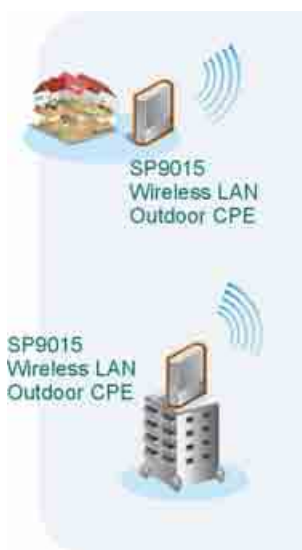 SP9015
Wireless LAN
Outdoor CPE
SP9015
Wireless LAN
Outdoor CPE